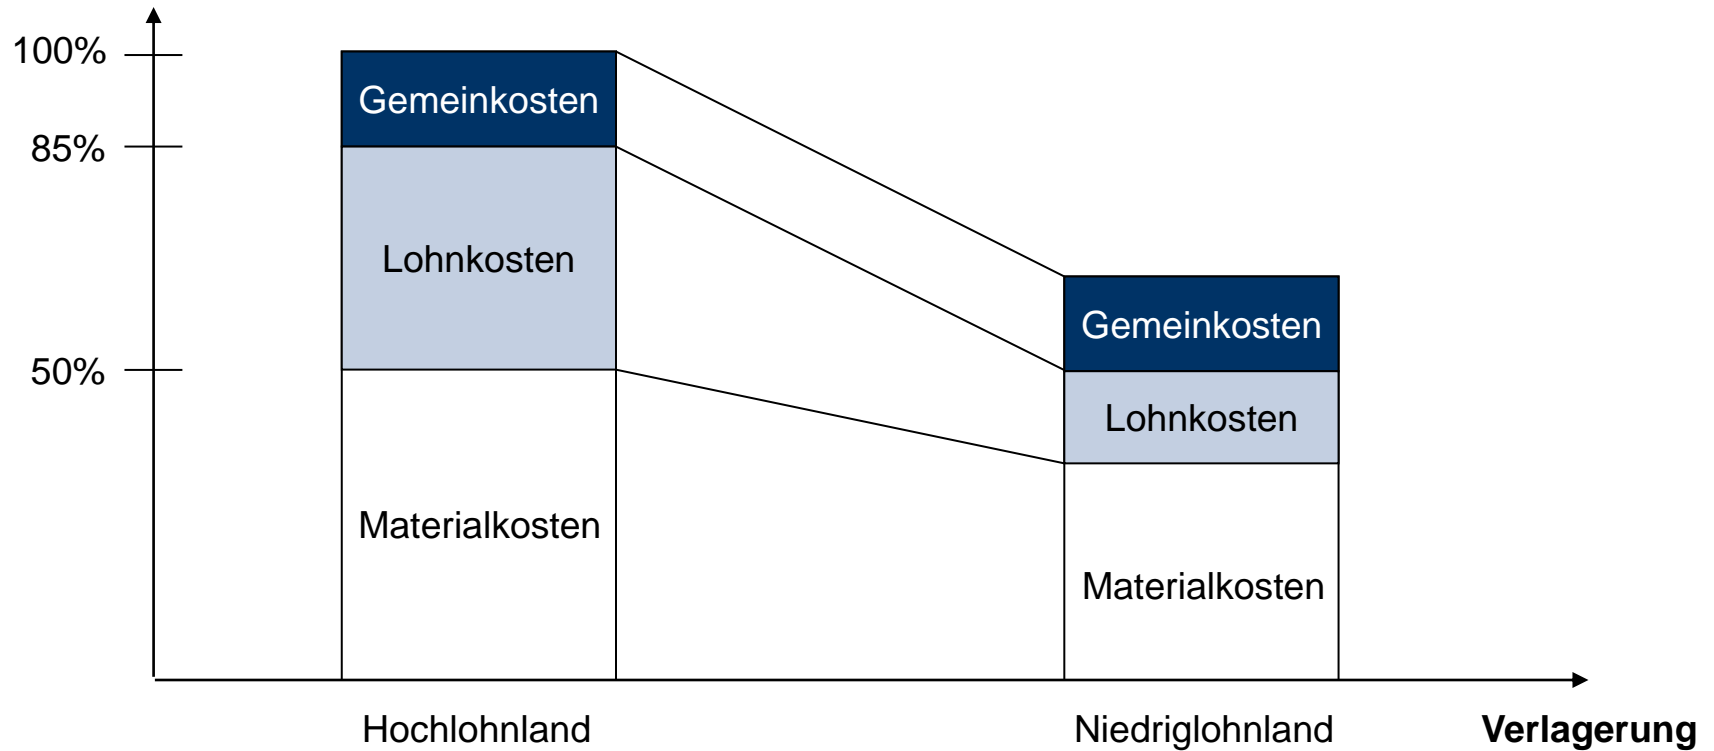 100%
Gemeinkosten
85%
Lohnkosten
Gemeinkosten
50%
Lohnkosten
Materialkosten
Materialkosten
Hochlohnland
Niedriglohnland
Verlagerung